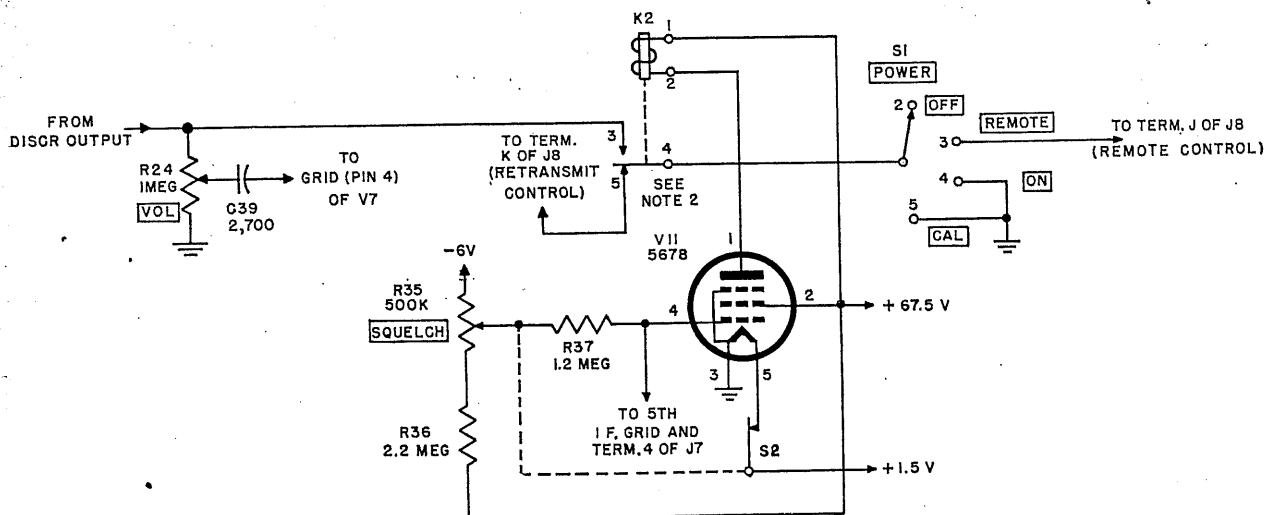 K2
1
2
S1
POWER
2 OFF
3 REMOTE
4 ON
5
CAL
TO TERM. J OF J8
(REMOTE CONTROL)
FROM
DISCR OUTPUT
R24
1MEG
VOL
C39
2,700
TO
GRID (PIN 4)
OF V7
3
TO TERM.
K OF J8
(RETRANSMIT
CONTROL)
5
4
SEE
NOTE 2
V11
5678
1
2
+ 67.5 V
4
3
5
-6V
R35
500K
SQUELCH
R37
1.2 MEG
TO 5TH
I F. GRID AND
TERM.4 OF J7
R36
2.2 MEG
S2
+1.5 V